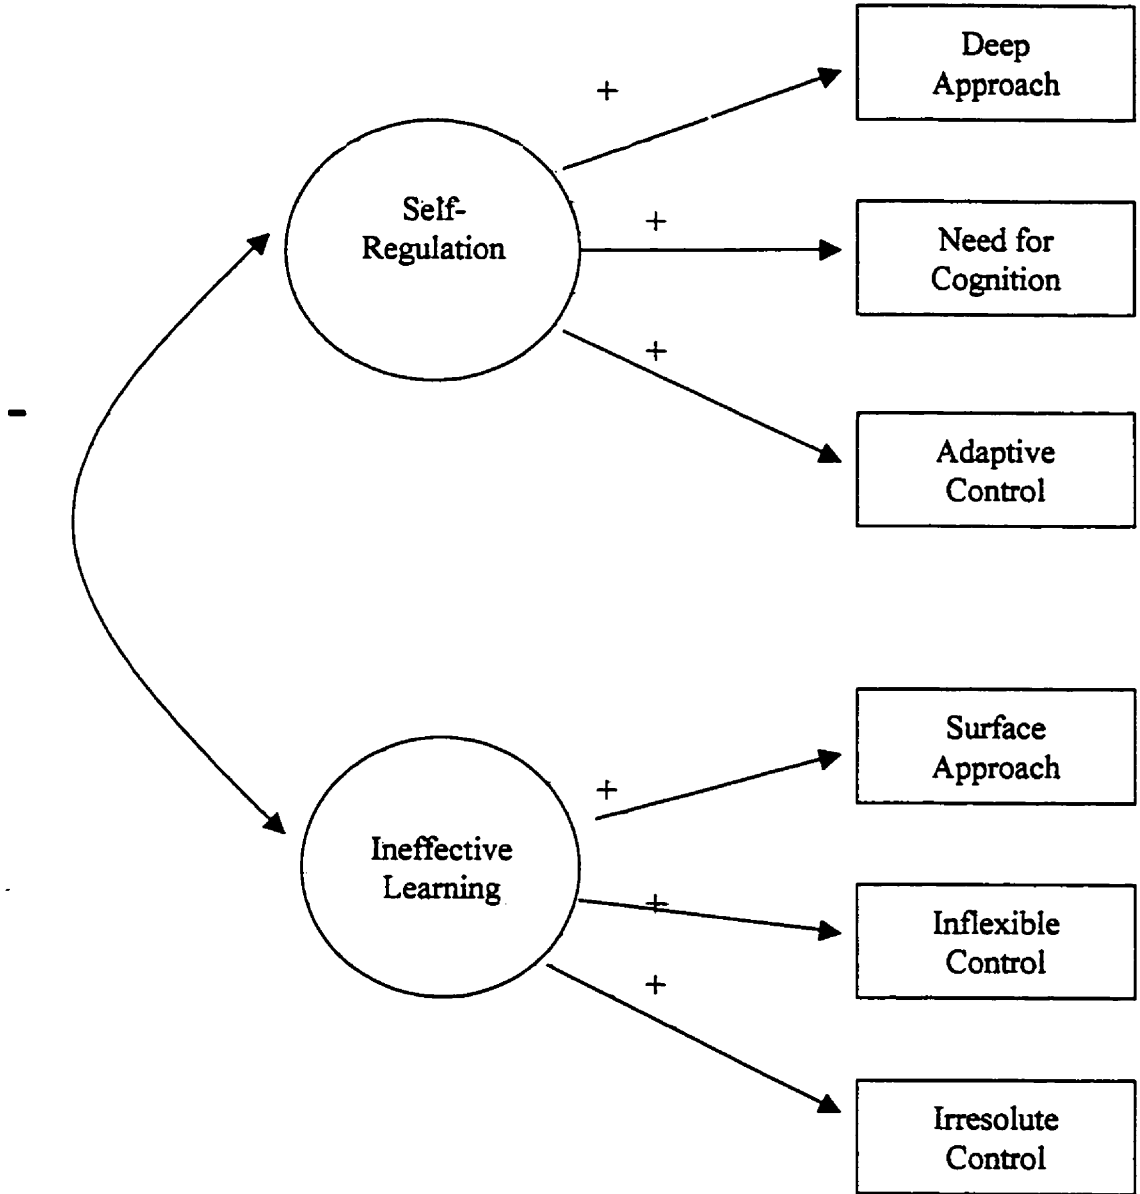 Deep
Approach
+
Self-
Regulation
+
Need for
Cognition
+
Adaptive
Control
-
Surface
Approach
+
Ineffective
Learning
+
Inflexible
Control
+
Irresolute
Control